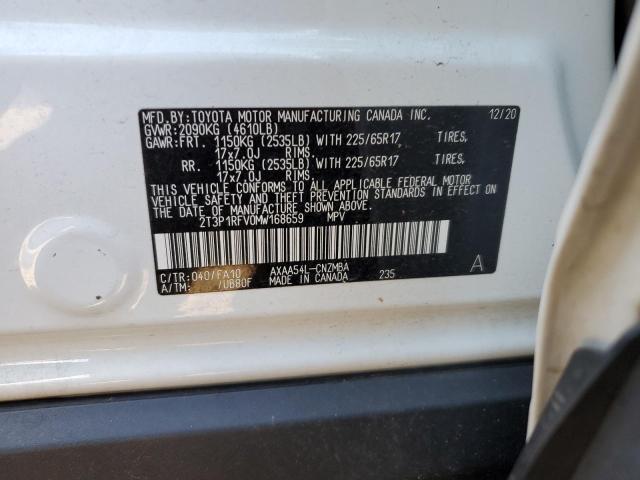 MFD.BY:TOYOTA MOTOR MANUFACTURING CANADA INC. 12/20
GVWR:2090KG (4610LB)
GAWR:FRT. 1150KG (2535LB) WITH 225/65R17 TIRES,
17x7.0J RIMS,
RR. 1150KG (2535LB) WITH 225/65R17 TIRES,
17x7.0J RIMS.
THIS VEHICLE CONFORMS TO ALL APPLICABLE FEDERAL MOTOR
VEHICLE SAFETY AND THEFT PREVENTION STANDARDS IN
EFFECT ON THE DATE OF MANUFACTURE SHOWN ABOVE.
2T3P1RFV0MW168659 MPV
C/TR:040/FA10 AXAA54L-CNZMBA
A/TM: /UB80F MADE IN CANADA 235 A